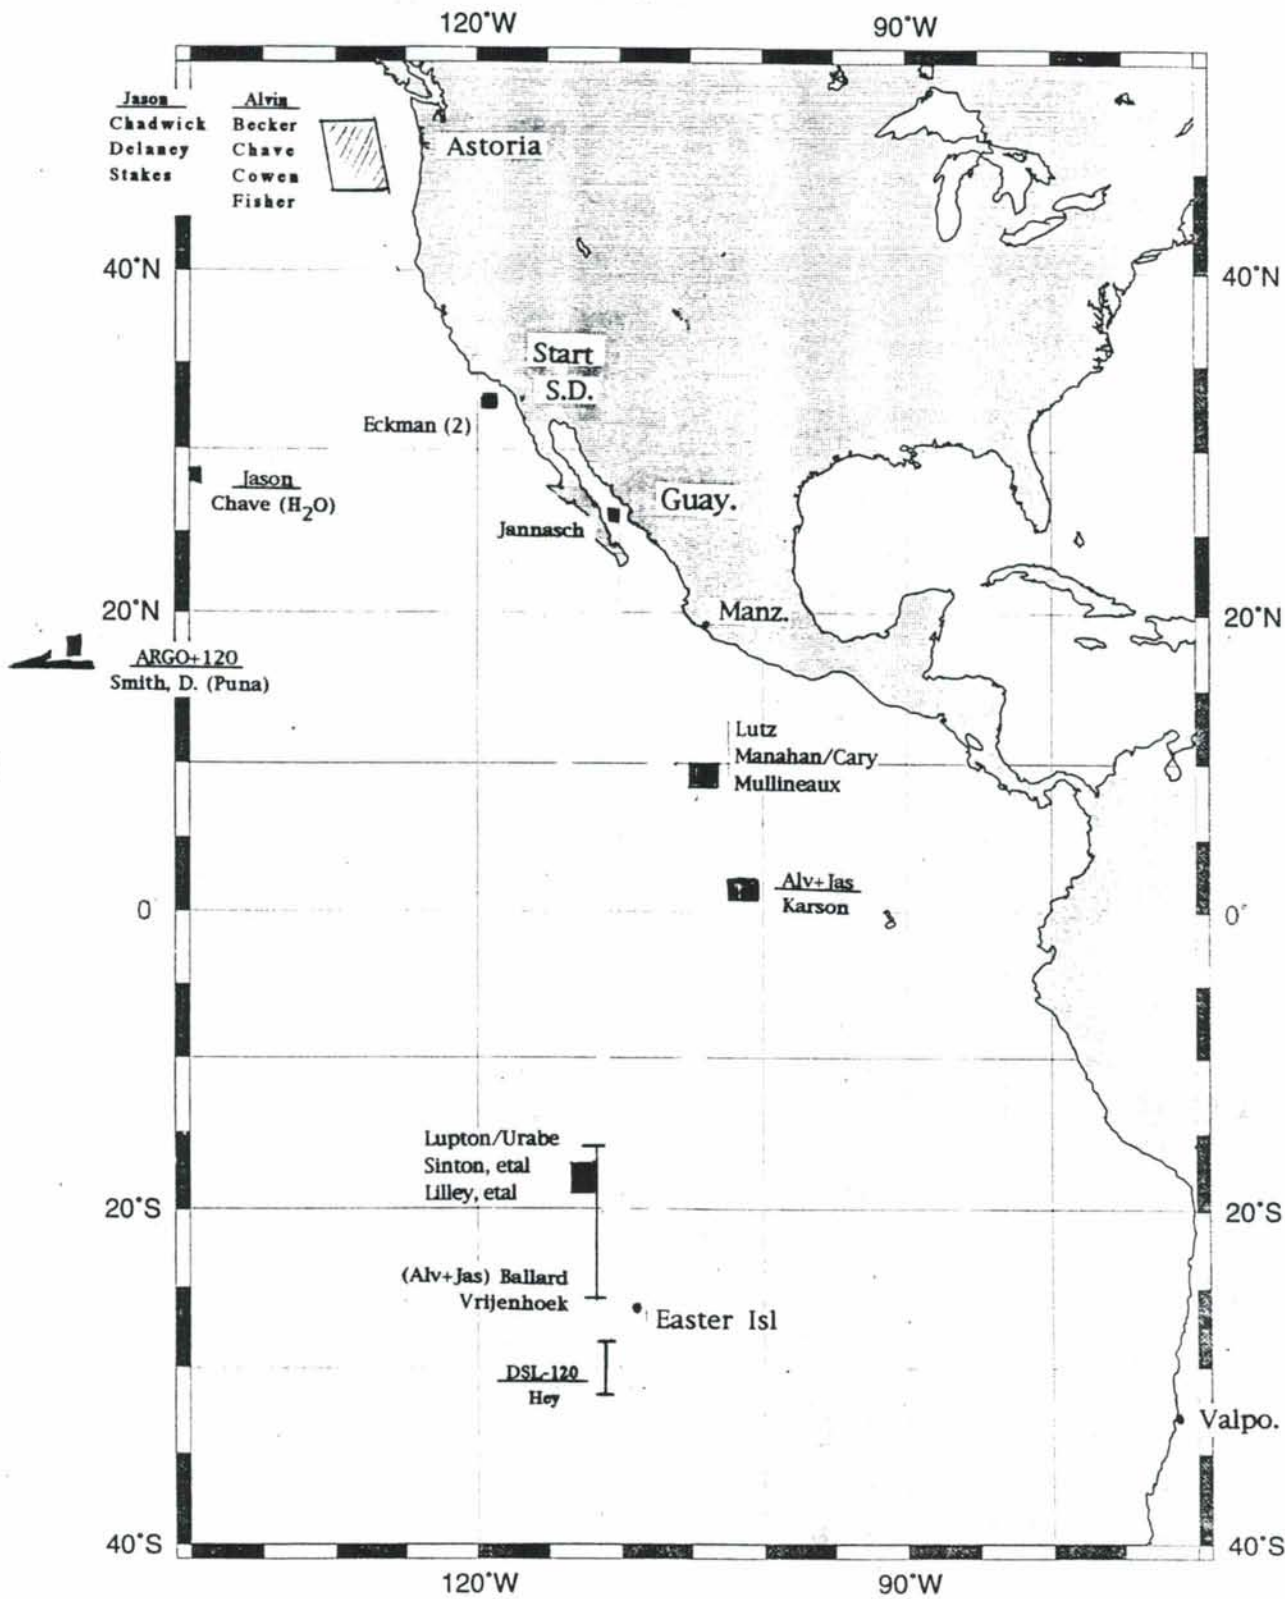 120°W
90°W
Jason
Chadwick
Delaney
Stakes
Alvin
Becker
Chave
Cowen
Fisher
Astoria
40°N
40°N
Start
S.D.
Eckman (2)
Jason
Chave (H₂O)
Guay.
Jannasch
20°N
20°N
Manz.
ARGO+120
Smith, D. (Puna)
Lutz
Manahan/Cary
Mullineaux
Alv+Jas
Karson
0
0°
Lupton/Urabe
Sinton, etal
Lilley, etal
20°S
20°S
(Alv+Jas) Ballard
Vrijenhoek
Easter Isl
DSL-120
Hey
Valpo.
40°S
40°S
120°W
90°W